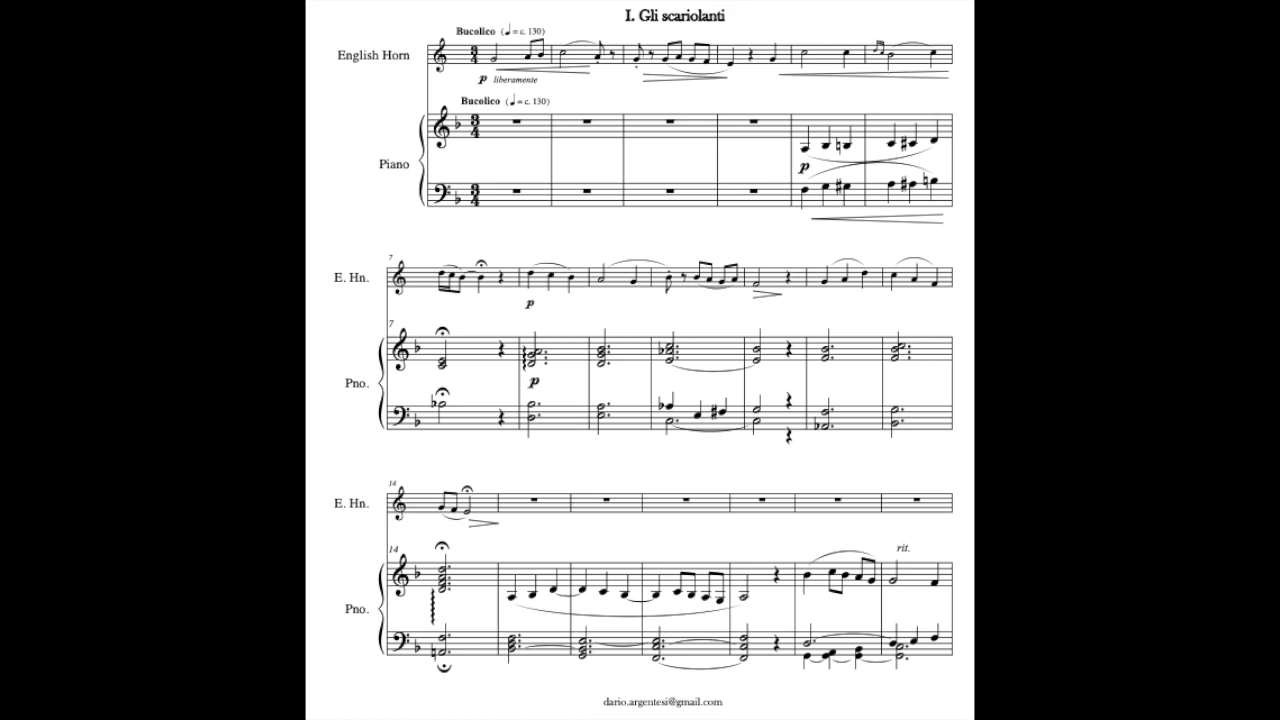 I. Gli scariolanti
Bucolico (♩= c. 130)
English Horn
p liberamente
Bucolico (♩= c. 130)
Piano
p
7
E. Hn.
p
7
Pno.
p
14
E. Hn.
14
rit.
Pno.
dario.argentesi@gmail.com